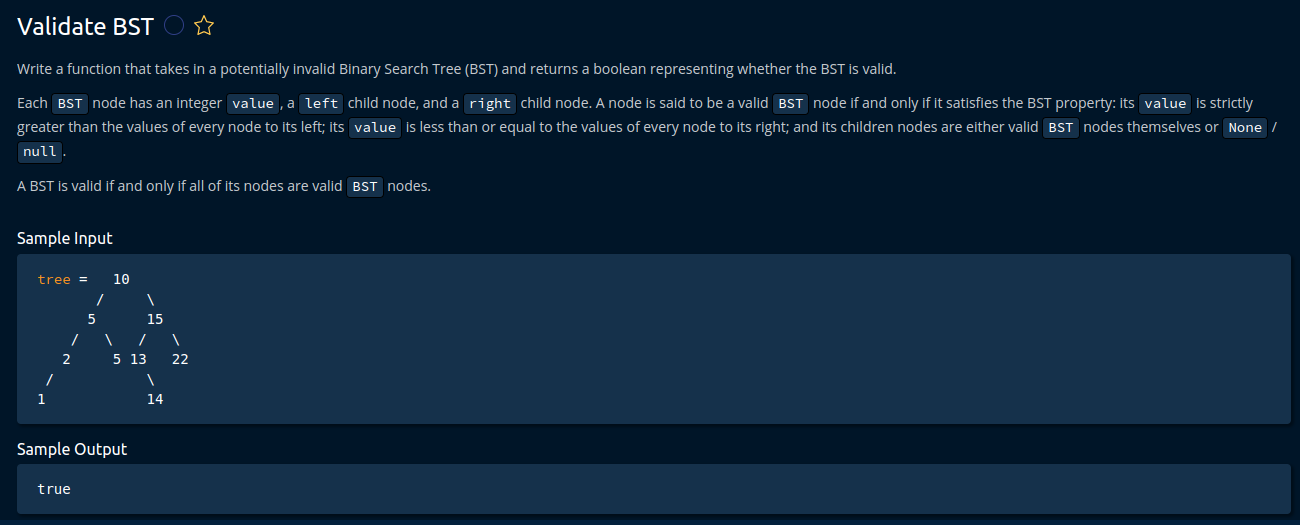 Validate BST
Write a function that takes in a potentially invalid Binary Search Tree (BST) and returns a boolean representing whether the BST is valid.
Each BST node has an integer value, a left child node, and a right child node. A node is said to be a valid BST node if and only if it satisfies the BST property: its value is strictly
greater than the values of every node to its left; its value is less than or equal to the values of every node to its right; and its children nodes are either valid BST nodes themselves or None /
null.
A BST is valid if and only if all of its nodes are valid BST nodes.
Sample Input
tree =   10
       /     \
      5      15
    /   \   /   \
   2     5 13   22
 /           \
1            14
Sample Output
true